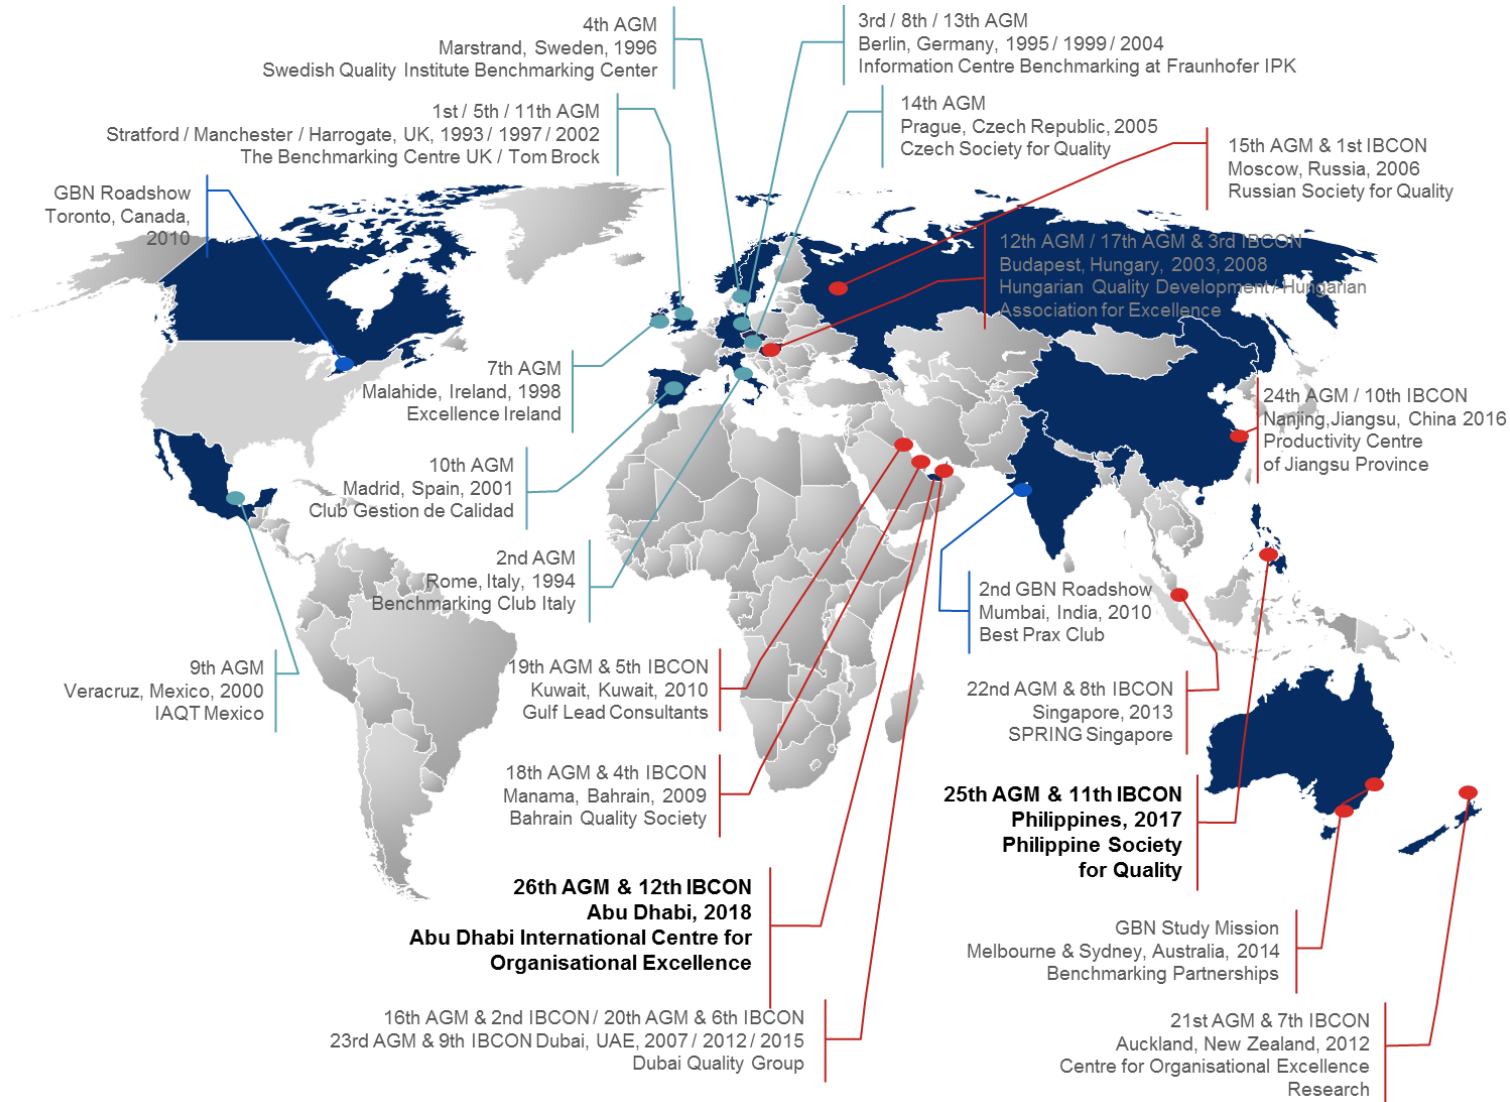 4th AGM
Marstrand, Sweden, 1996
Swedish Quality Institute Benchmarking Center
3rd / 8th / 13th AGM
Berlin, Germany, 1995 / 1999 / 2004
Information Centre Benchmarking at Fraunhofer IPK
1st / 5th / 11th AGM
Stratford / Manchester / Harrogate, UK, 1993 / 1997 / 2002
The Benchmarking Centre UK / Tom Brock
14th AGM
Prague, Czech Republic, 2005
Czech Society for Quality
15th AGM & 1st IBCON
Moscow, Russia, 2006
Russian Society for Quality
GBN Roadshow
Toronto, Canada,
2010
12th AGM / 17th AGM & 3rd IBCON
Budapest, Hungary, 2003, 2008
Hungarian Quality Development / Hungarian
Association for Excellence
7th AGM
Malahide, Ireland, 1998
Excellence Ireland
24th AGM / 10th IBCON
Nanjing,Jiangsu, China 2016
Productivity Centre
of Jiangsu Province
10th AGM
Madrid, Spain, 2001
Club Gestion de Calidad
2nd AGM
Rome, Italy, 1994
Benchmarking Club Italy
2nd GBN Roadshow
Mumbai, India, 2010
Best Prax Club
9th AGM
Veracruz, Mexico, 2000
IAQT Mexico
19th AGM & 5th IBCON
Kuwait, Kuwait, 2010
Gulf Lead Consultants
22nd AGM & 8th IBCON
Singapore, 2013
SPRING Singapore
18th AGM & 4th IBCON
Manama, Bahrain, 2009
Bahrain Quality Society
25th AGM & 11th IBCON
Philippines, 2017
Philippine Society
for Quality
26th AGM & 12th IBCON
Abu Dhabi, 2018
Abu Dhabi International Centre for
Organisational Excellence
GBN Study Mission
Melbourne & Sydney, Australia, 2014
Benchmarking Partnerships
16th AGM & 2nd IBCON / 20th AGM & 6th IBCON
23rd AGM & 9th IBCON Dubai, UAE, 2007 / 2012 / 2015
Dubai Quality Group
21st AGM & 7th IBCON
Auckland, New Zealand, 2012
Centre for Organisational Excellence
Research